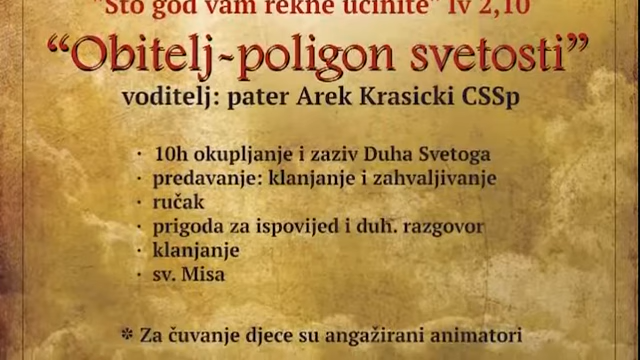 "Što god vam rekne učinite" Iv 2,10
“Obitelj-poligon svetosti”
voditelj: pater Arek Krasicki CSSp
· 10h okupljanje i zaziv Duha Svetoga
· predavanje: klanjanje i zahvaljivanje
· ručak
· prigoda za ispovijed i duh. razgovor
· klanjanje
· sv. Misa
* Za čuvanje djece su angažirani animatori